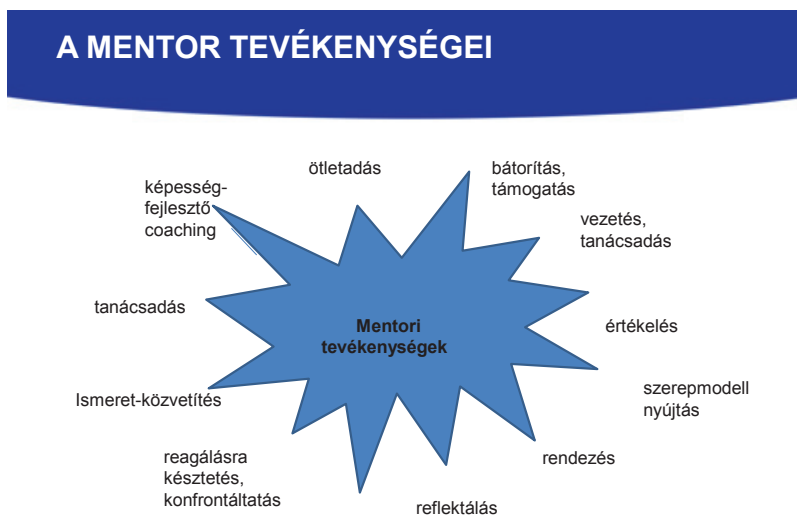 A MENTOR TEVÉKENYSÉGEI
ötletadás
bátorítás,
támogatás
képesség-
fejlesztő
coaching
vezetés,
tanácsadás
tanácsadás
Mentori
tevékenységek
értékelés
Ismeret-közvetítés
szerepmodell
nyújtás
reagálásra
késztetés,
konfrontáltatás
rendezés
reflektálás